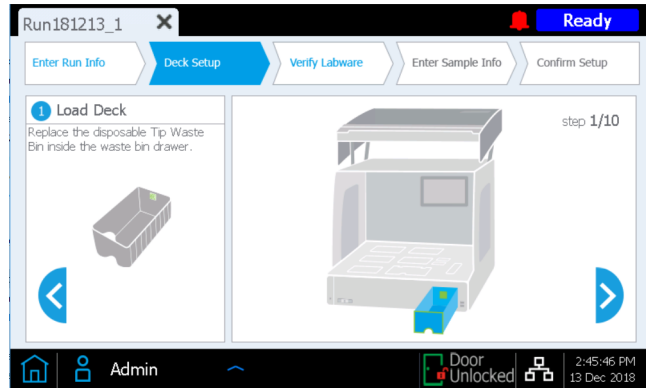 Run181213_1
Ready
Enter Run Info
Deck Setup
Verify Labware
Enter Sample Info
Confirm Setup
1 Load Deck
Replace the disposable Tip Waste
Bin inside the waste bin drawer.
step 1/10
Admin
Door
Unlocked
2:45:46 PM
13 Dec 2018